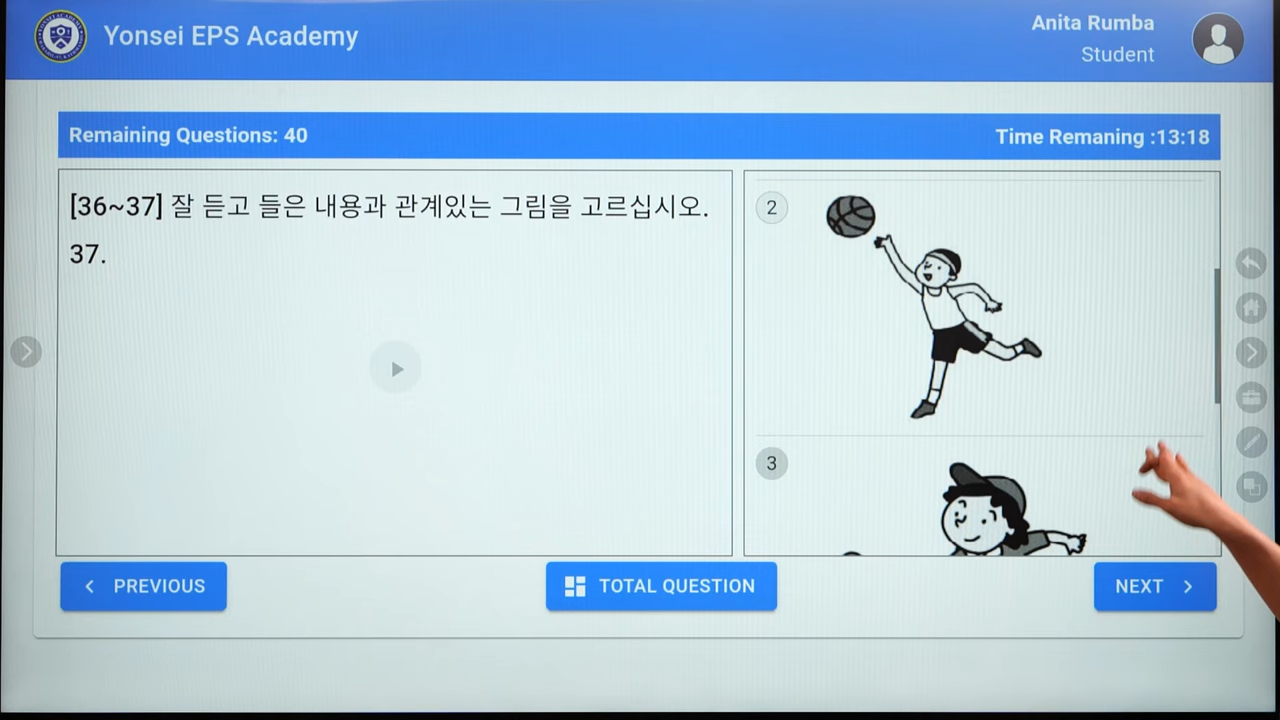 Yonsei EPS Academy
Anita Rumba
Student
Remaining Questions: 40
Time Remaning :13:18
[36~37] 잘 듣고 들은 내용과 관계있는 그림을 고르십시오.
37.
2
3
PREVIOUS
TOTAL QUESTION
NEXT